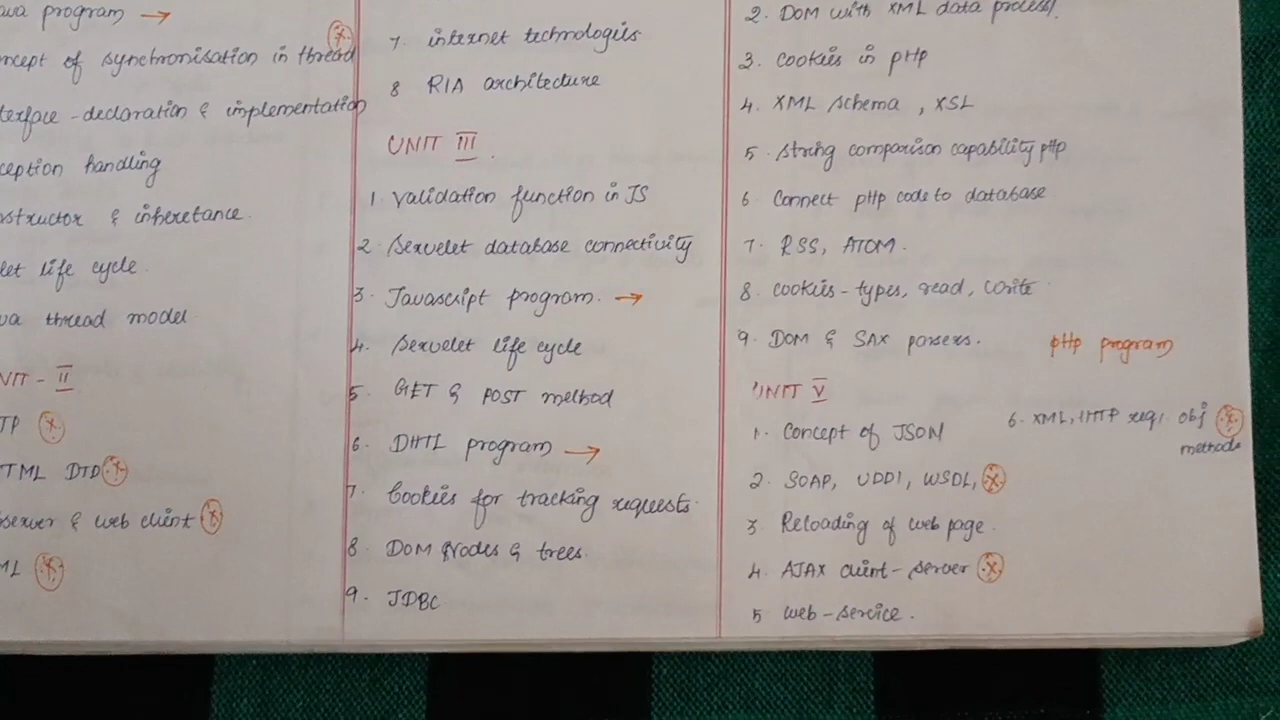 ava program →
ncept of synchronisation in thread
terface - declaration & implementation
ception handling
nstructor & inheretance.
let life cycle.
va thread model
NIT - II
TP
TML DTD
server & web client
ML
7. internet technologies
8 RIA architecture
UNIT III.
1. Validation function in JS
2. Servelet database connectivity
3. Javascript program. →
4. Servelet life cycle
5. GET & POST method
6. DHTL program →
7. Cookies for tracking requests.
8. DOM Nodes & trees.
9. JDBC
2. DOM with XML data process!
3. Cookies in PHP
4. XML Schema, XSL
5. String comparison capability PHP
6 Connect PHP code to database
7. RSS, ATOM.
8. Cookies - types, read, write
9. DOM & SAX parsers.
PHP program
UNIT V
1. Concept of JSON
2. SOAP, UDDI, WSDL,
3. Reloading of web page.
4. AJAX client - server
5 web - service.
6. XML, HTTP req. obj
methods